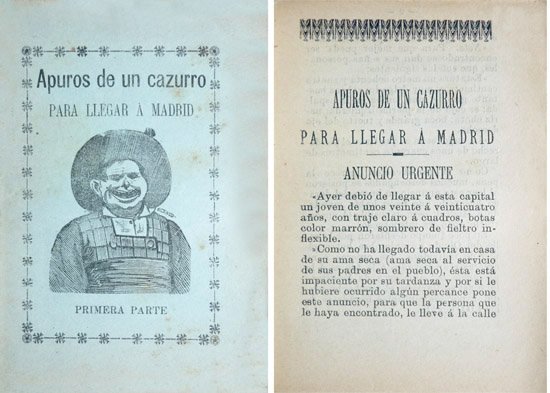 Apuros de un cazurro
PARA LLEGAR Á MADRID
PRIMERA PARTE
APUROS DE UN CAZURRO
PARA LLEGAR Á MADRID
ANUNCIO URGENTE
«Ayer debió de llegar á esta capital
un joven de unos veinte á veinticuatro
años, con traje claro á cuadros, botas
color marrón, sombrero de fieltro in-
flexible.
»Como no ha llegado todavía en casa
de su ama seca (ama seca al servicio
de sus padres en el pueblo), ésta está
impaciente por su tardanza y por si le
hubiere ocurrido algún percance pone
este anuncio, para que la persona que
le haya encontrado, le lleve á la calle